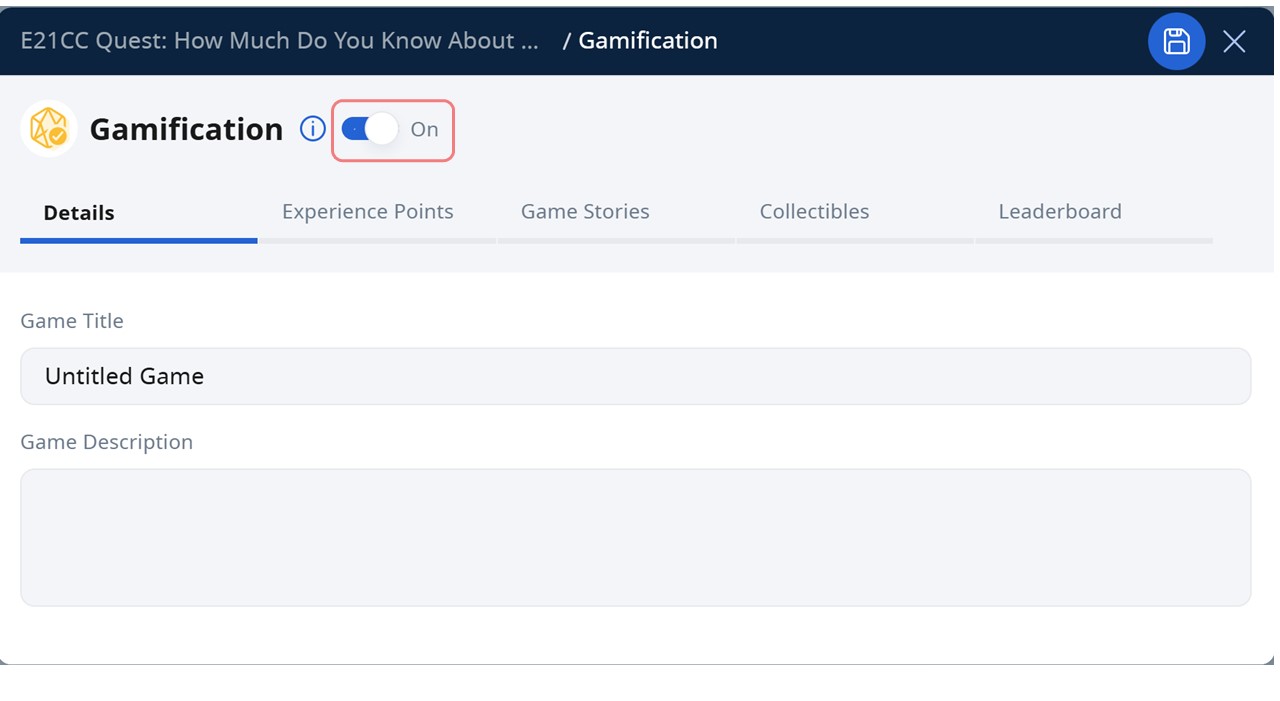 E21CC Quest: How Much Do You Know About ... / Gamification
Gamification On
Details Experience Points Game Stories Collectibles Leaderboard
Game Title
Untitled Game
Game Description